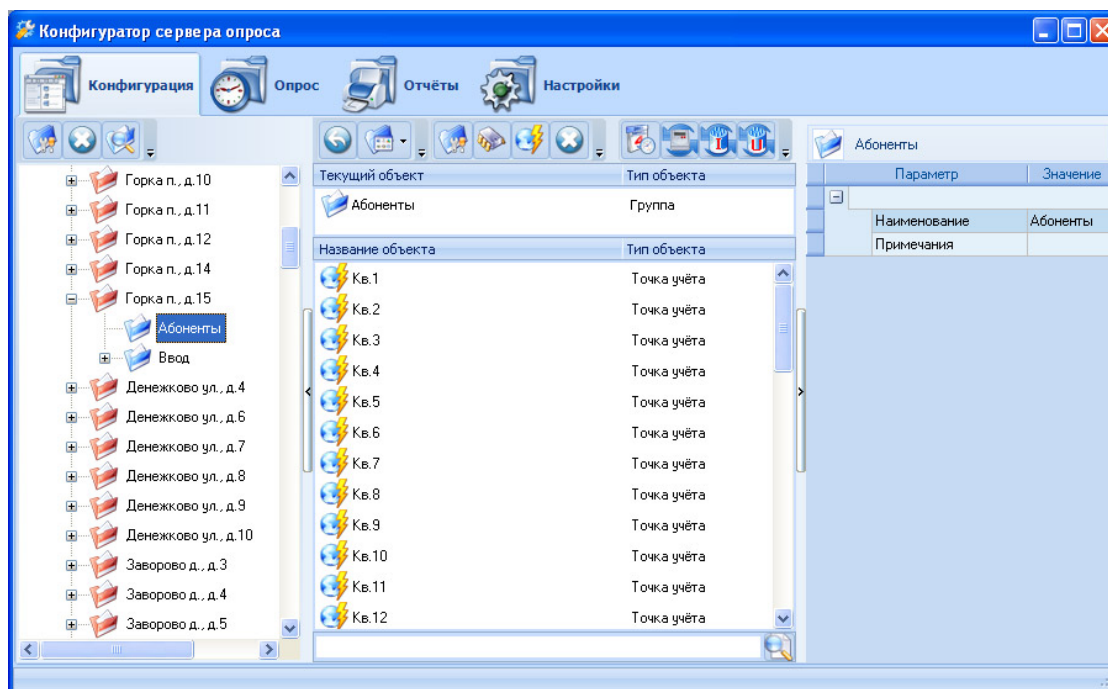 Конфигуратор сервера опроса
Конфигурация Опрос Отчёты Настройки
Горка п., д.10
Горка п., д.11
Горка п., д.12
Горка п., д.14
Горка п., д.15
Абоненты
Ввод
Денежково ул., д.4
Денежково ул., д.6
Денежково ул., д.7
Денежково ул., д.8
Денежково ул., д.9
Денежково ул., д.10
Заворово д., д.3
Заворово д., д.4
Заворово д., д.5
Текущий объект Тип объекта
Абоненты Группа
Название объекта Тип объекта
Кв.1 Точка учёта
Кв.2 Точка учёта
Кв.3 Точка учёта
Кв.4 Точка учёта
Кв.5 Точка учёта
Кв.6 Точка учёта
Кв.7 Точка учёта
Кв.8 Точка учёта
Кв.9 Точка учёта
Кв.10 Точка учёта
Кв.11 Точка учёта
Кв.12 Точка учёта
Абоненты
Параметр Значение
Наименование Абоненты
Примечания